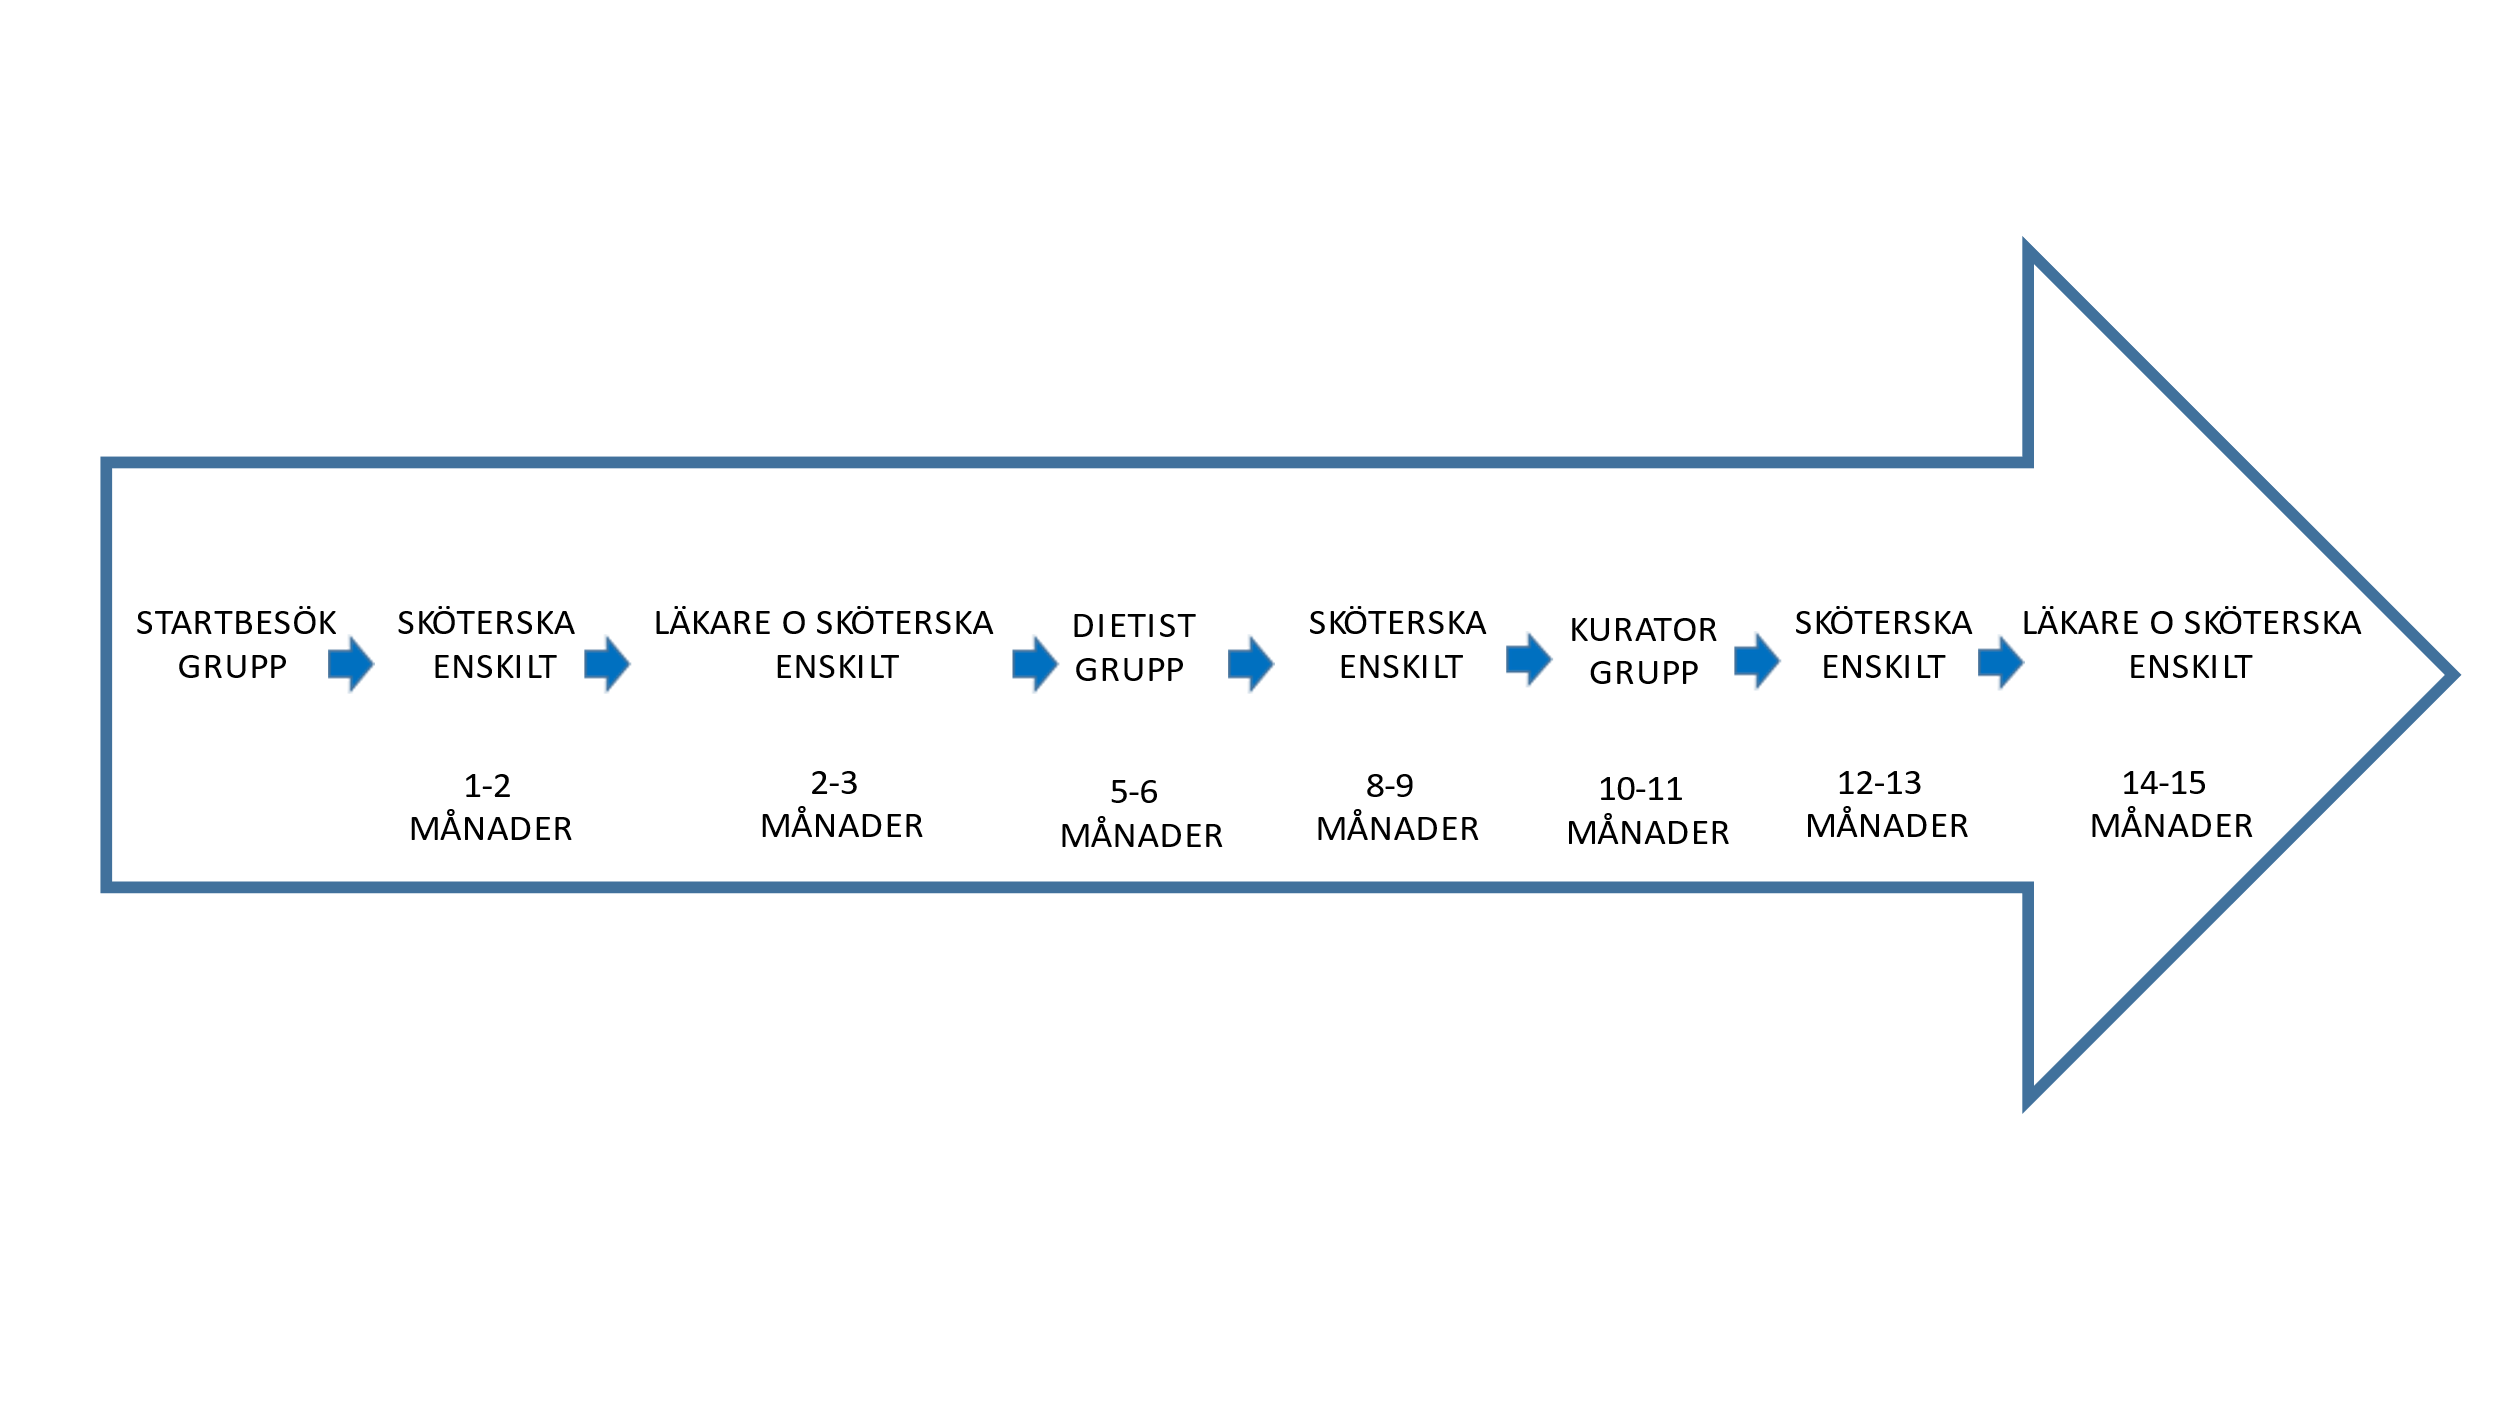 STARTBESÖK
GRUPP
SKÖTERSKA
ENSKILT
1-2
MÅNADER
LÄKARE O SKÖTERSKA
ENSKILT
2-3
MÅNADER
DIETIST
GRUPP
5-6
MÅNADER
SKÖTERSKA
ENSKILT
8-9
MÅNADER
KURATOR
GRUPP
10-11
MÅNADER
SKÖTERSKA
ENSKILT
12-13
MÅNADER
LÄKARE O SKÖTERSKA
ENSKILT
14-15
MÅNADER